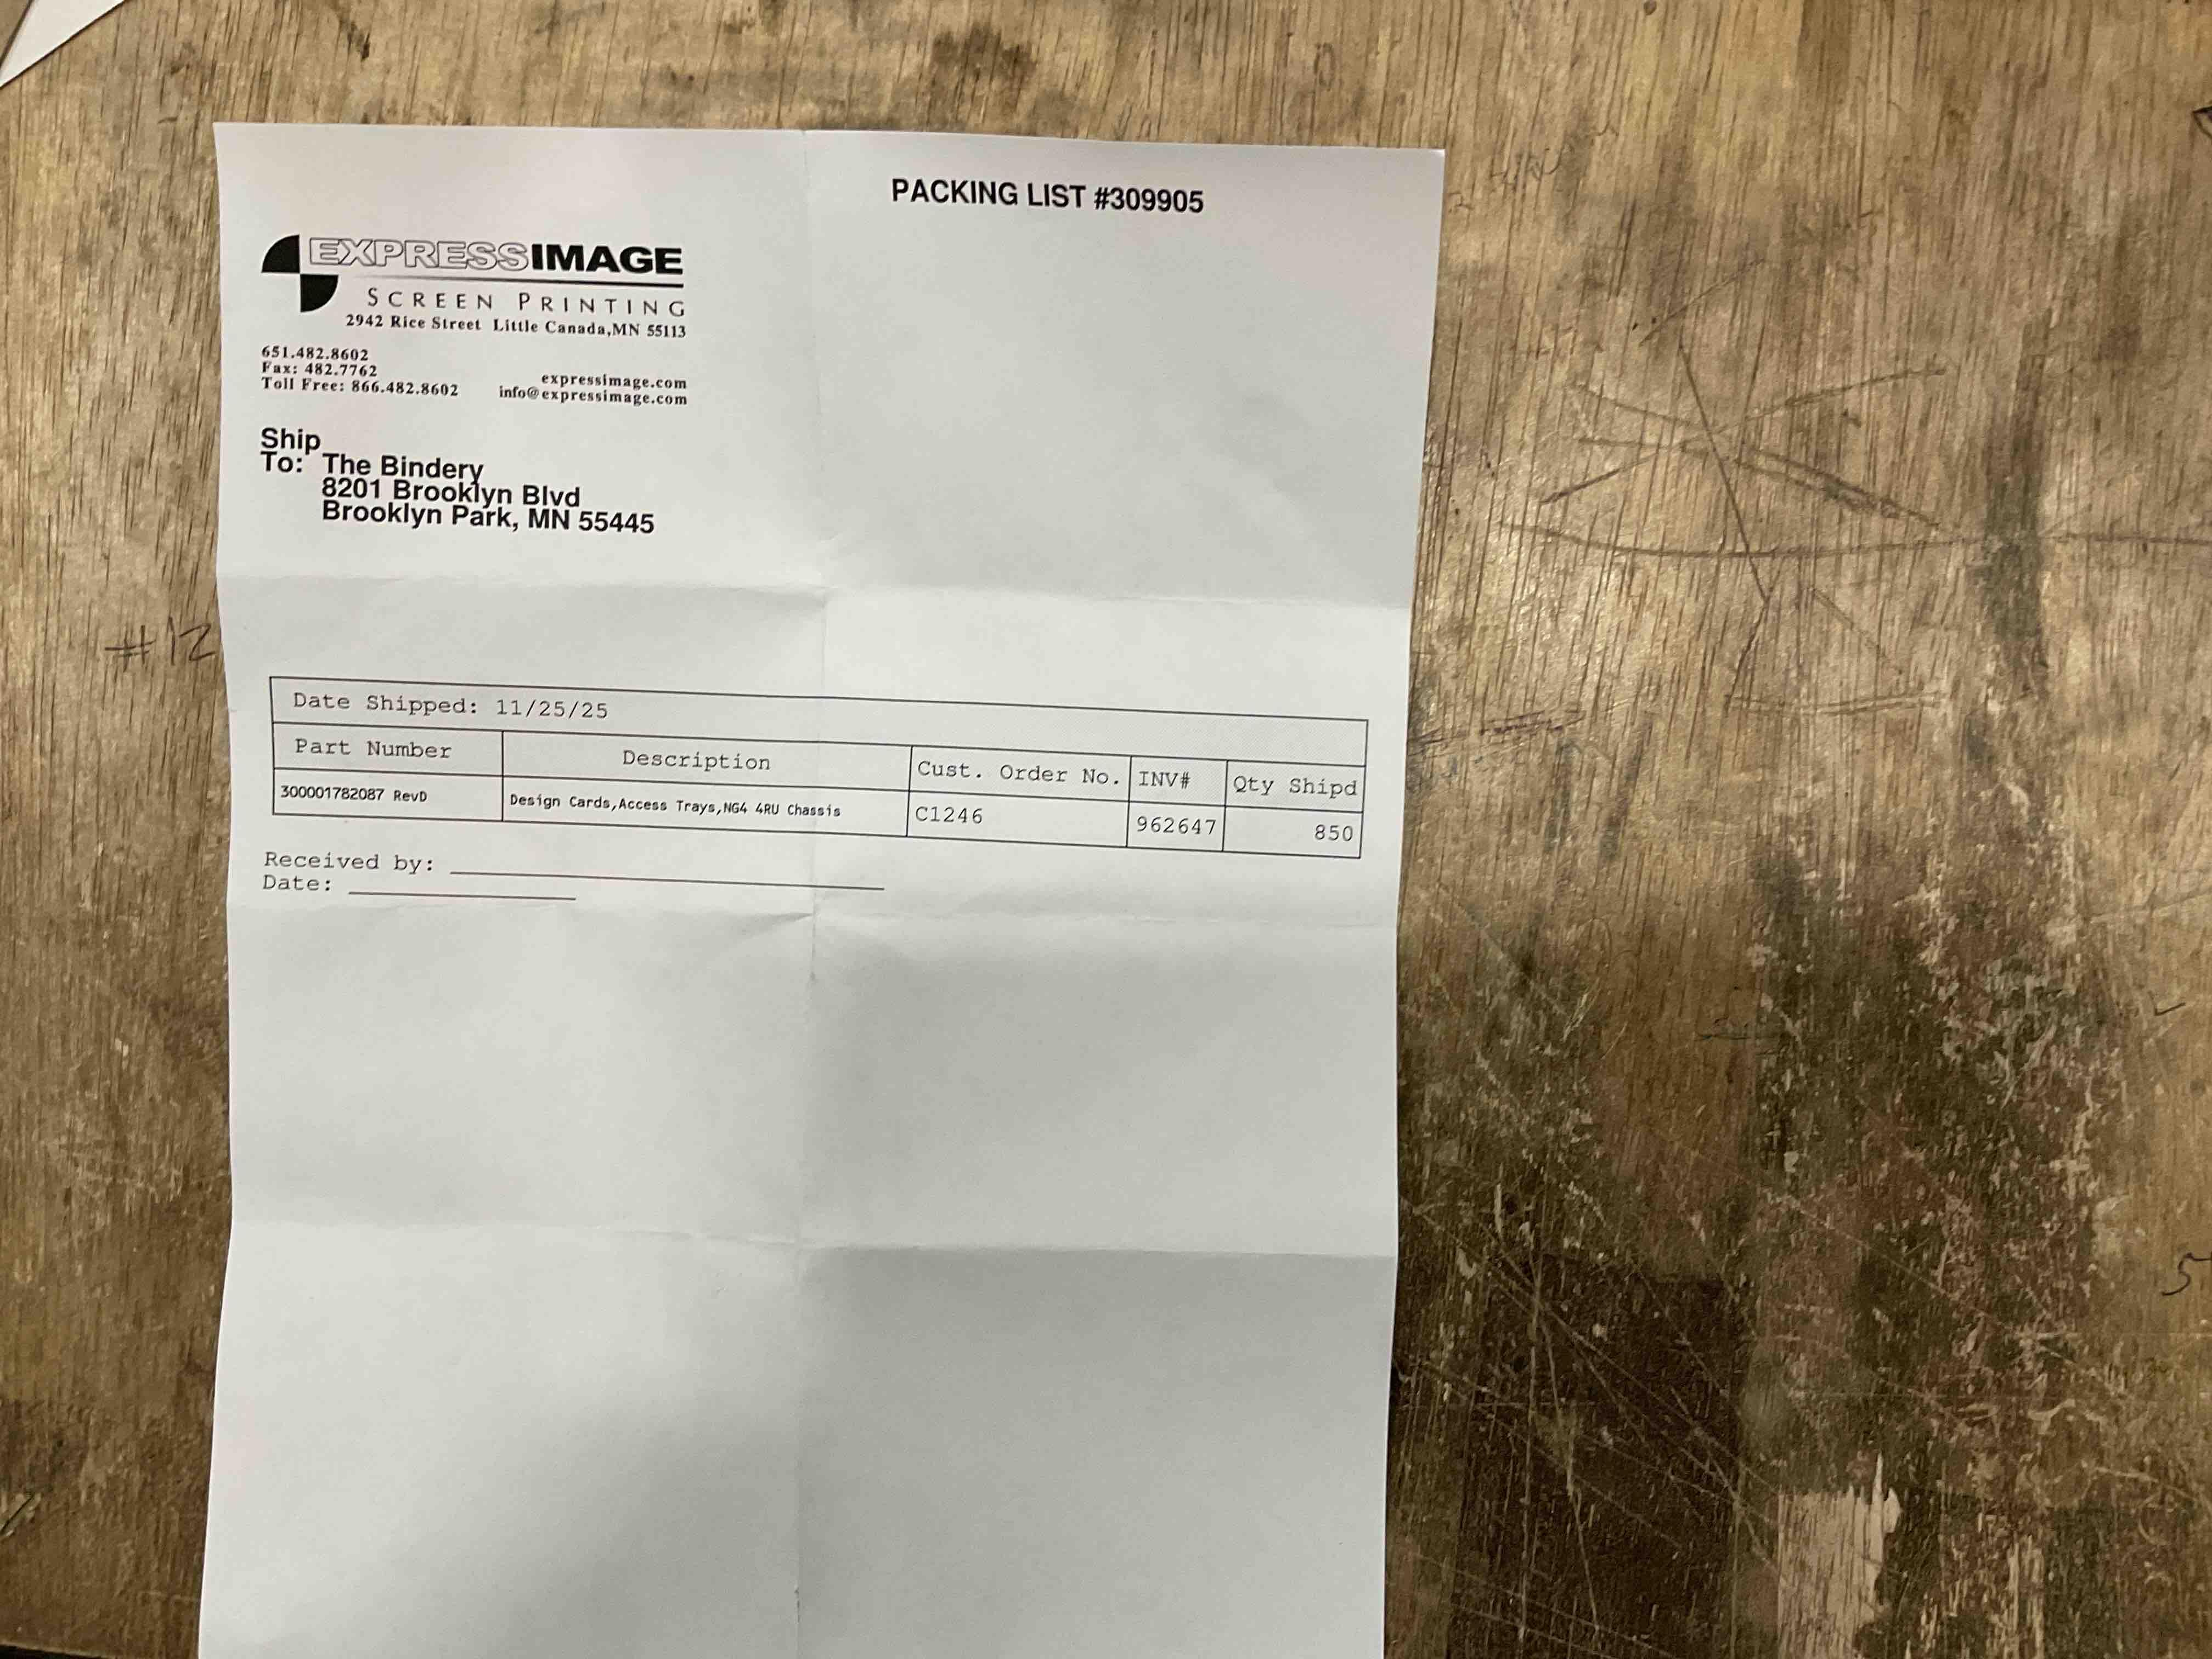 PACKING LIST #309905
EXPRESSIMAGE
SCREEN PRINTING
2942 Rice Street Little Canada,MN 55113
651.482.8602
Fax: 482.7762
Toll Free: 866.482.8602
expressimage.com
info@expressimage.com
Ship
To: The Bindery
8201 Brooklyn Blvd
Brooklyn Park, MN 55445
#12
Date Shipped: 11/25/25
Part Number Description Cust. Order No. INV# Qty Shipd
300001782087 RevD Design Cards,Access Trays,NG4 4RU Chassis C1246 962647 850
Received by:
Date:
5